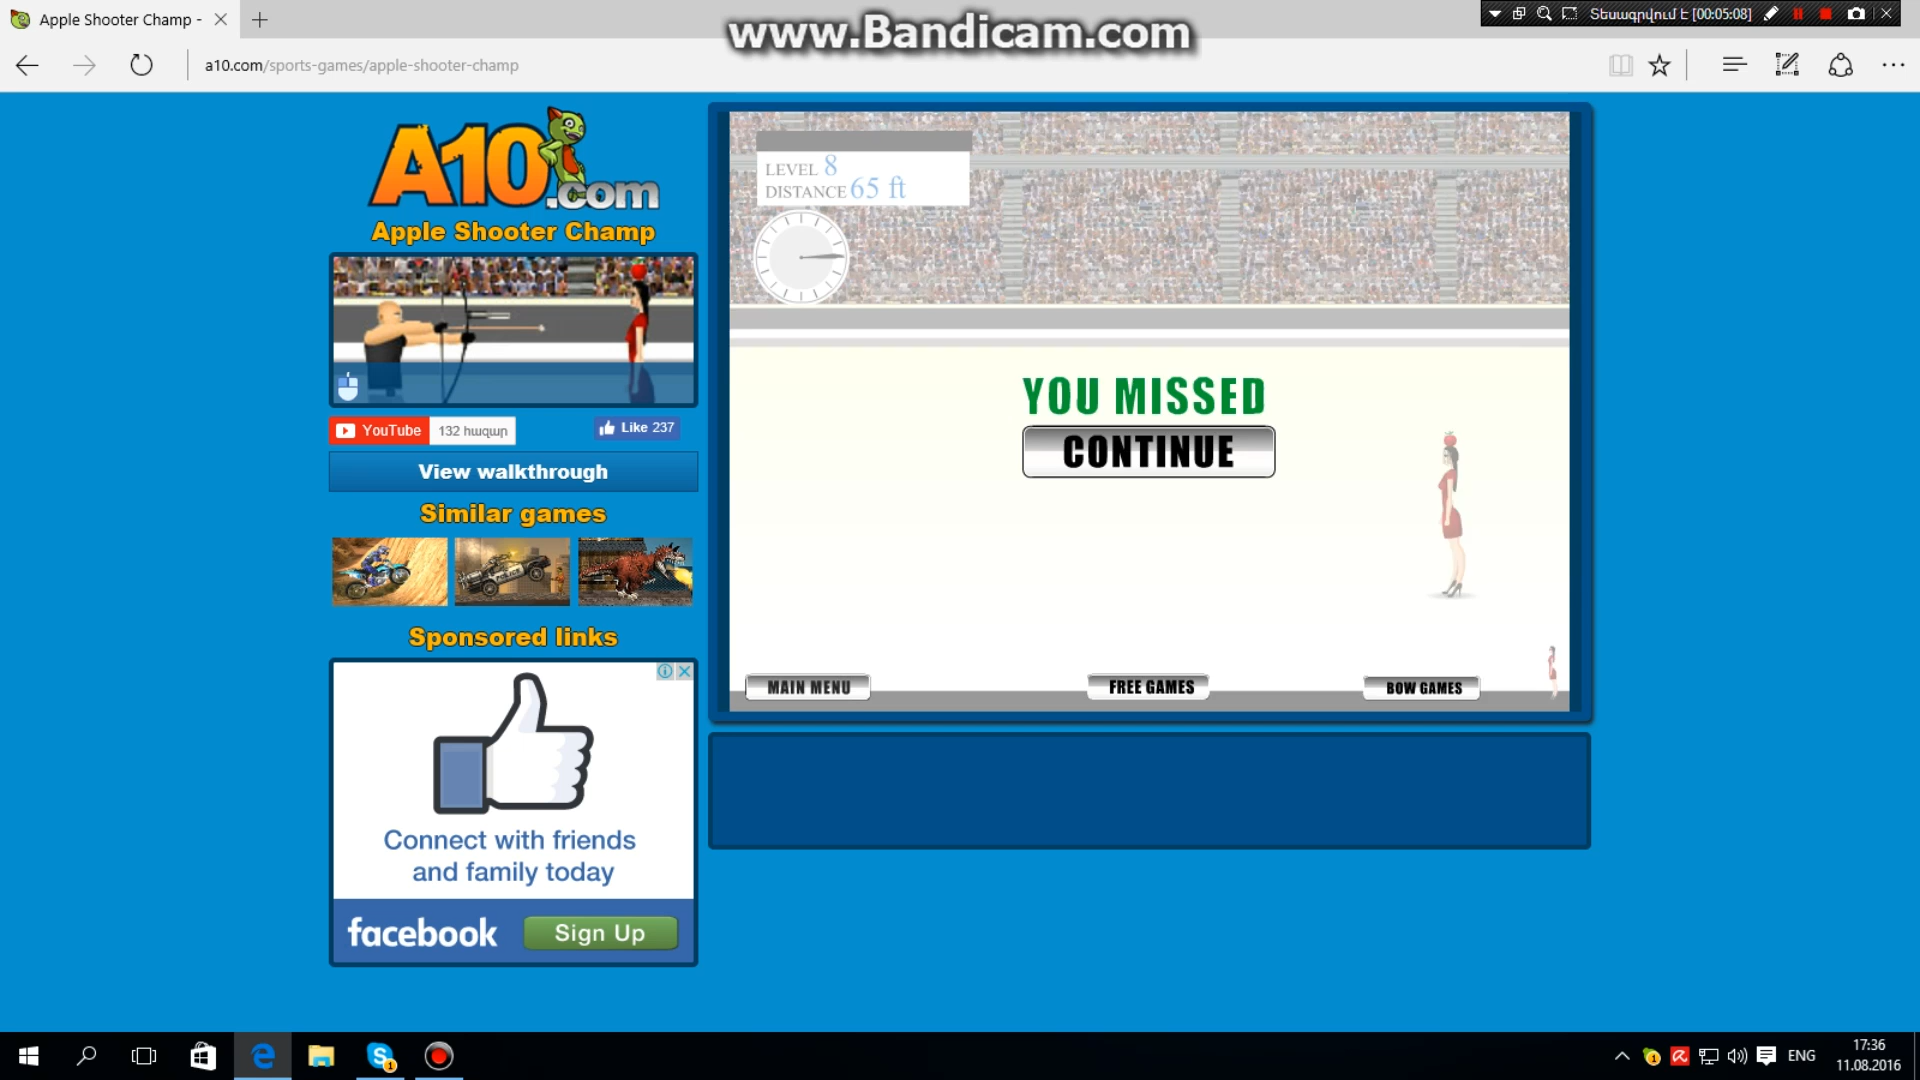 Apple Shooter Champ -
www.Bandicam.com
Տեսագրվում է [00:05:08]
a10.com/sports-games/apple-shooter-champ
A10.com
Apple Shooter Champ
YouTube 132 հազար
Like 237
View walkthrough
Similar games
POLICE
Sponsored links
Connect with friends
and family today
facebook
Sign Up
LEVEL 8
DISTANCE 65 ft
YOU MISSED
CONTINUE
MAIN MENU
FREE GAMES
BOW GAMES
1
1
ENG
17:36
11.08.2016